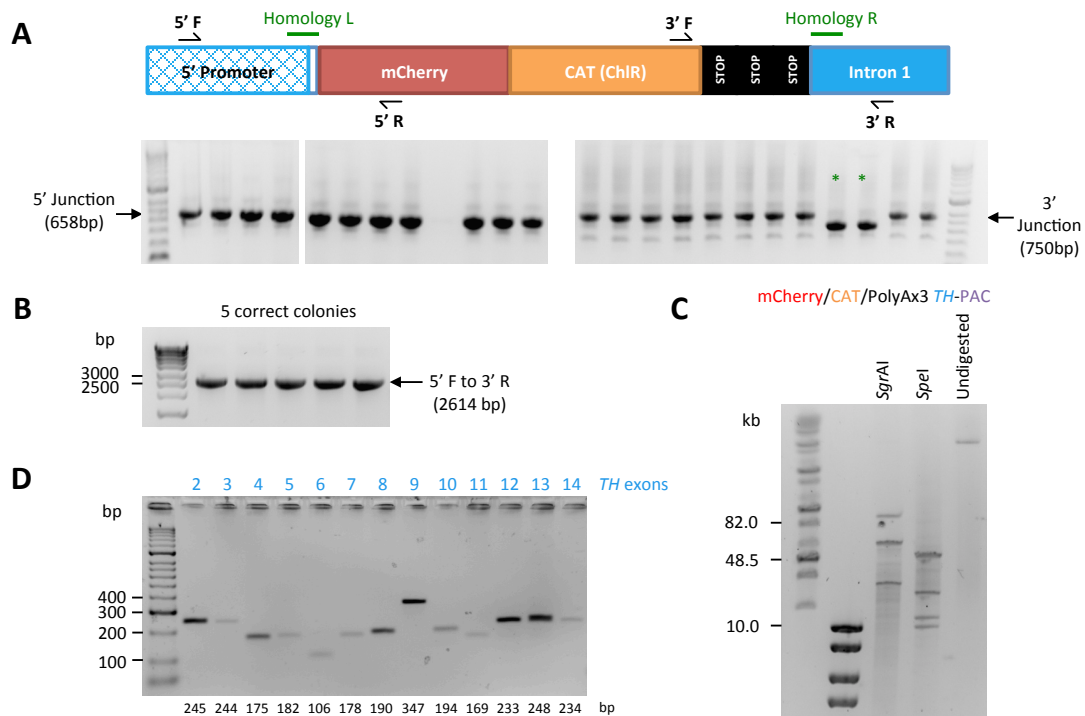 A
5’ F
Homology L
3’ F
Homology R
5’ Promoter
mCherry
CAT (ChlR)
STOP
STOP
STOP
Intron 1
5’ R
3’ R
5’ Junction
(658bp)
* *
3’
Junction
(750bp)
B
5 correct colonies
bp
3000
2500
5’ F to 3’ R
(2614 bp)
C
mCherry/CAT/PolyAx3 TH-PAC
SgrAI
SpeI
Undigested
kb
82.0
48.5
10.0
D
2 3 4 5 6 7 8 9 10 11 12 13 14 TH exons
bp
400
300
200
100
245 244 175 182 106 178 190 347 194 169 233 248 234 bp